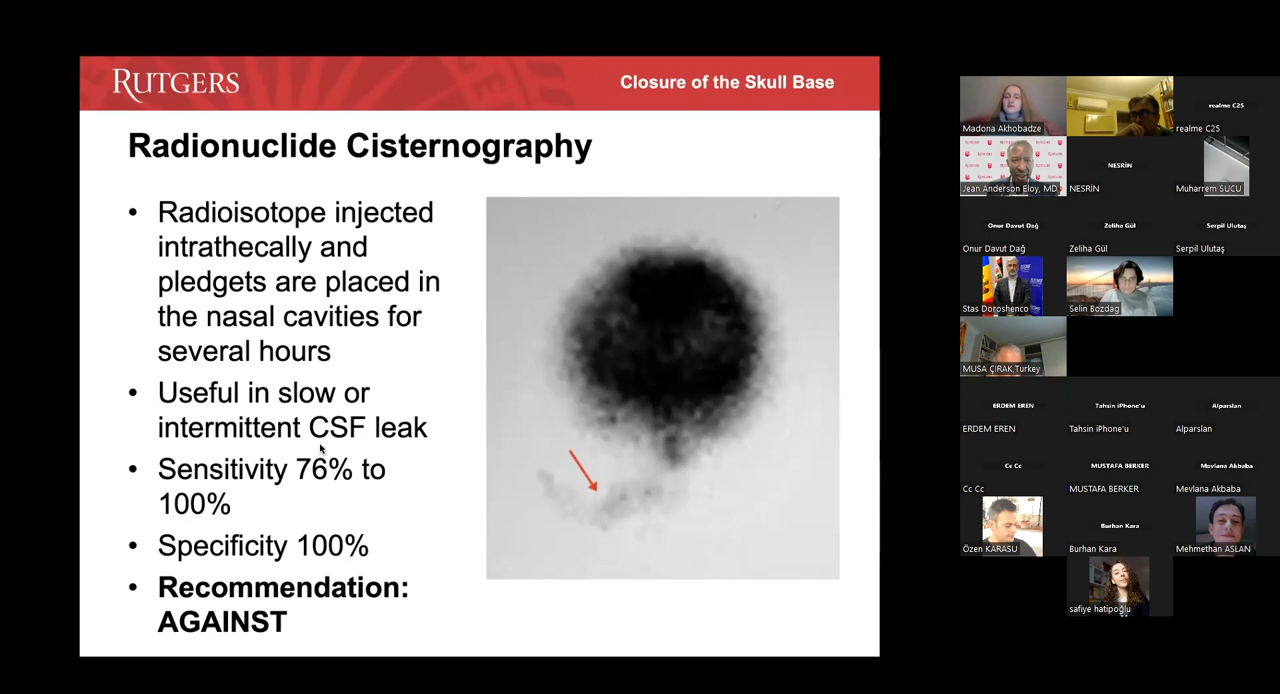 RUTGERS
Closure of the Skull Base
Radionuclide Cisternography
• Radioisotope injected
intrathecally and
pledgets are placed in
the nasal cavities for
several hours
• Useful in slow or
intermittent CSF leak
• Sensitivity 76% to
100%
• Specificity 100%
• Recommendation:
AGAINST
Madona Akhobadze
realme C25
realme C25
Jean Anderson Eloy, MD
NESRİN
NESRİN
Muharrem SUCU
Onur Davut Dağ
Onur Davut Dağ
Zeliha Gül
Zeliha Gül
Serpil Ulutaş
Serpil Ulutaş
Stas Doroshenco
Selin Bozdag
MUSA ÇIRAK,Turkey
ERDEM EREN
ERDEM EREN
Tahsin iPhone'u
Tahsin iPhone'u
Alparslan
Alparslan
Cc Cc
Cc Cc
MUSTAFA BERKER
MUSTAFA BERKER
Mevlana Akbaba
Mevlana Akbaba
Özen KARASU
Burhan Kara
Burhan Kara
Mehmethan ASLAN
safiye hatipoğlu